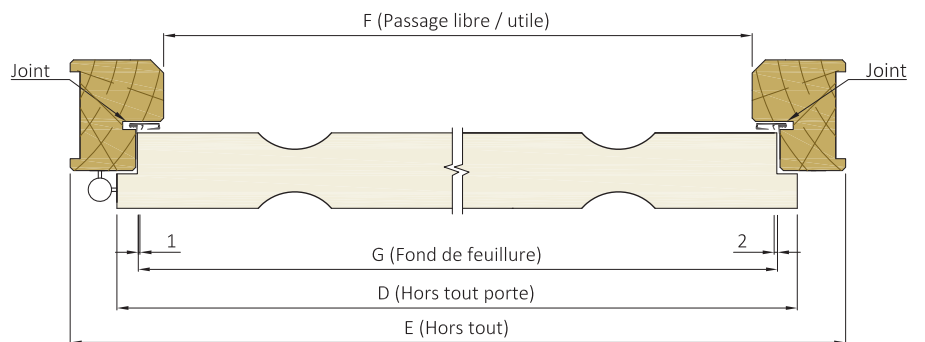 F (Passage libre / utile)
Joint
Joint
1
2
G (Fond de feuillure)
D (Hors tout porte)
E (Hors tout)